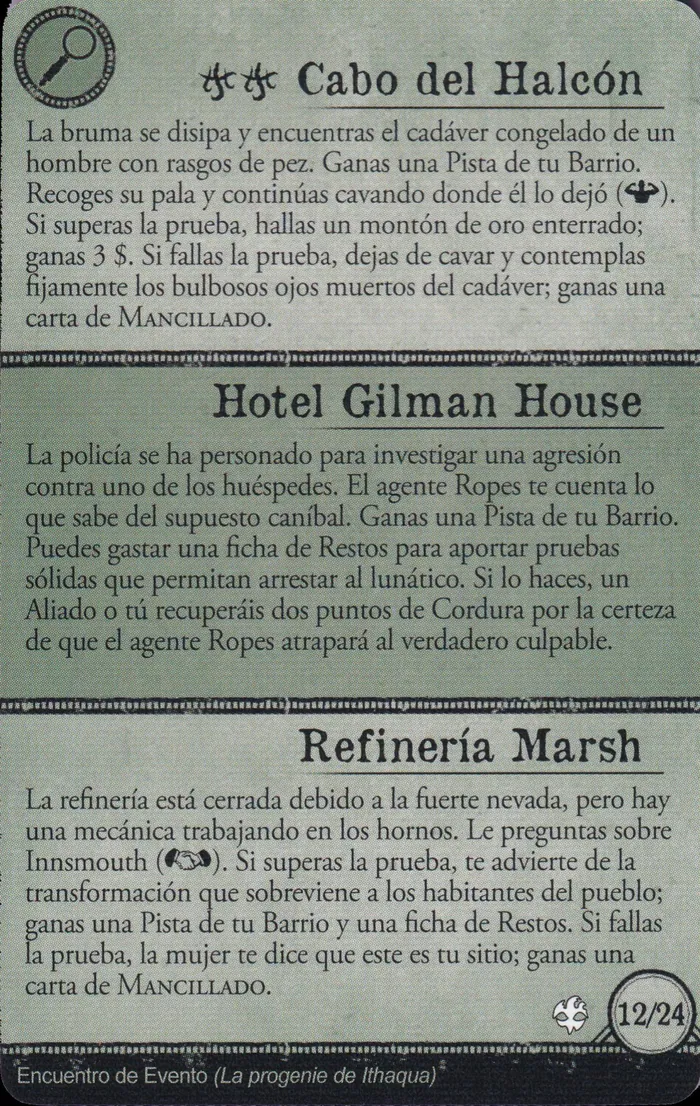 Cabo del Halcón
La bruma se disipa y encuentras el cadáver congelado de un
hombre con rasgos de pez. Ganas una Pista de tu Barrio.
Recoges su pala y continúas cavando donde él lo dejó ( ).
Si superas la prueba, hallas un montón de oro enterrado;
ganas 3 $. Si fallas la prueba, dejas de cavar y contemplas
fijamente los bulbosos ojos muertos del cadáver; ganas una
carta de MANCILLADO.
Hotel Gilman House
La policía se ha personado para investigar una agresión
contra uno de los huéspedes. El agente Ropes te cuenta lo
que sabe del supuesto caníbal. Ganas una Pista de tu Barrio.
Puedes gastar una ficha de Restos para aportar pruebas
sólidas que permitan arrestar al lunático. Si lo haces, un
Aliado o tú recuperáis dos puntos de Cordura por la certeza
de que el agente Ropes atrapará al verdadero culpable.
Refinería Marsh
La refinería está cerrada debido a la fuerte nevada, pero hay
una mecánica trabajando en los hornos. Le preguntas sobre
Innsmouth ( ). Si superas la prueba, te advierte de la
transformación que sobreviene a los habitantes del pueblo;
ganas una Pista de tu Barrio y una ficha de Restos. Si fallas
la prueba, la mujer te dice que este es tu sitio; ganas una
carta de MANCILLADO.
12/24
Encuentro de Evento (La progenie de Ithaqua)